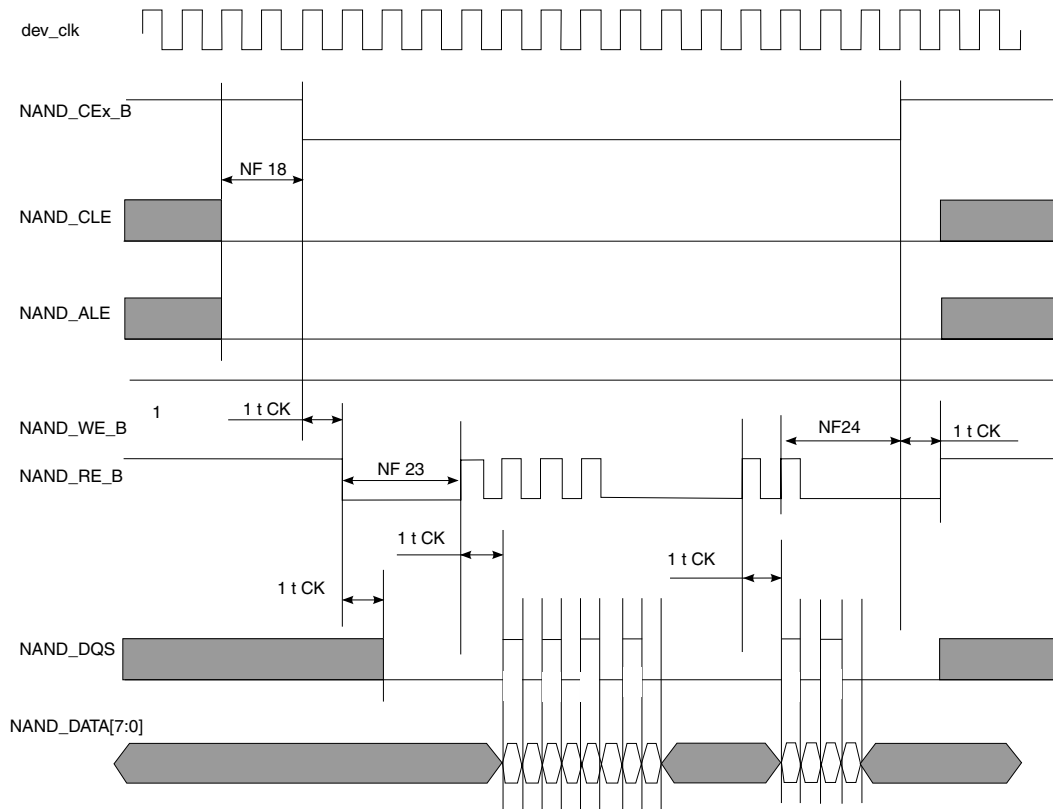 dev_clk
NAND_CEx_B
NF 18
NAND_CLE
NAND_ALE
1
1 t CK
NAND_WE_B
NF24
1 t CK
NAND_RE_B
NF 23
1 t CK
1 t CK
1 t CK
NAND_DQS
NAND_DATA[7:0]